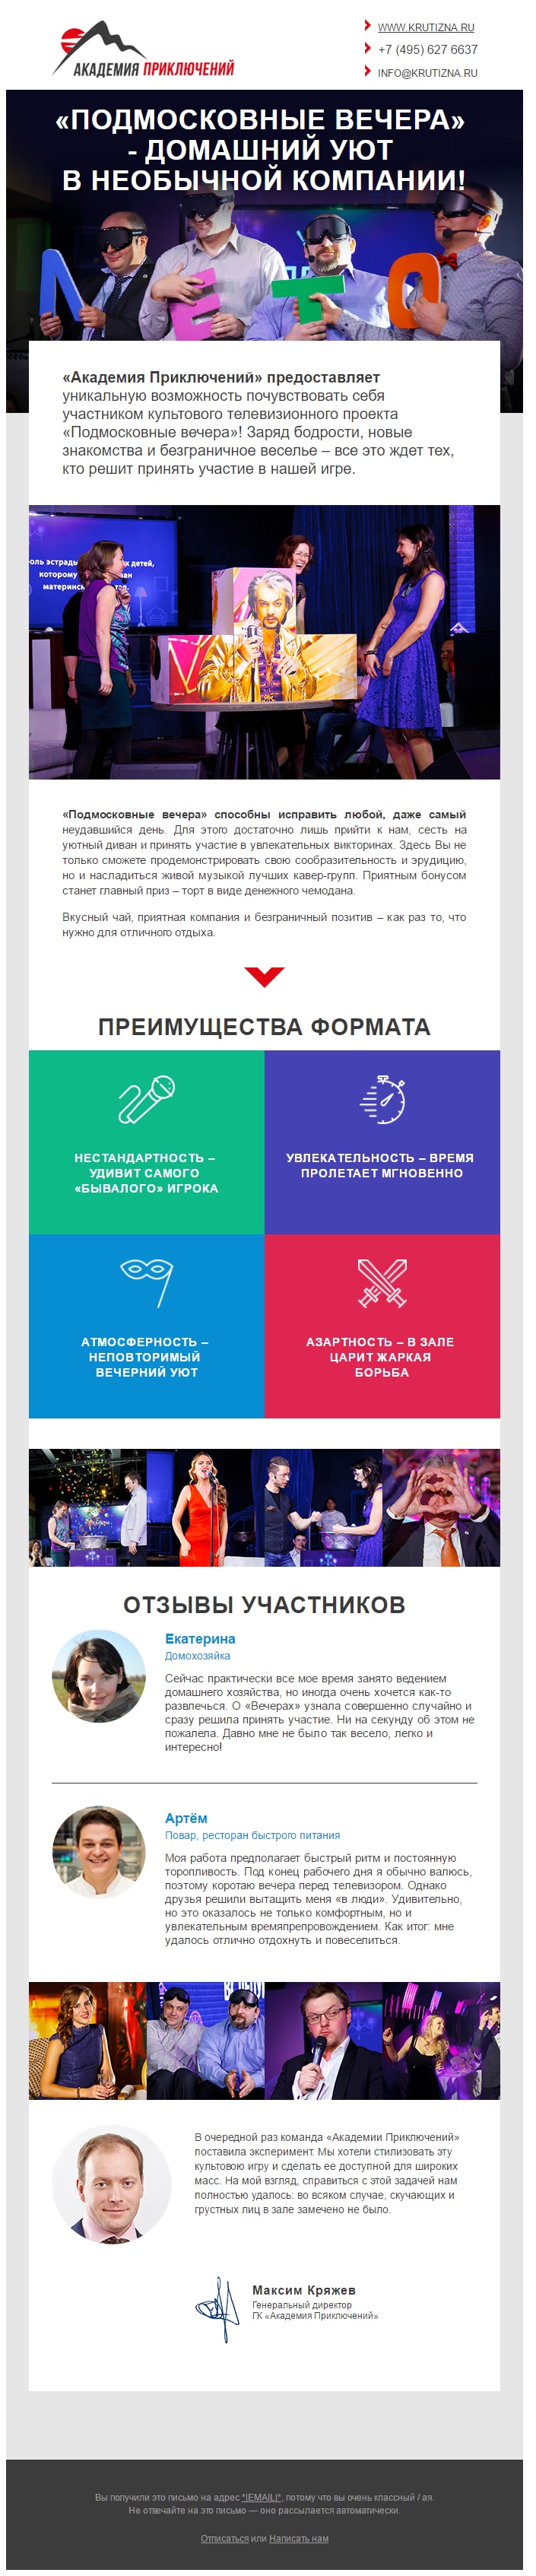 АКАДЕМИЯ ПРИКЛЮЧЕНИЙ
WWW.KRUTIZNA.RU
+7 (495) 627 6637
INFO@KRUTIZNA.RU
«ПОДМОСКОВНЫЕ ВЕЧЕРА»
- ДОМАШНИЙ УЮТ
В НЕОБЫЧНОЙ КОМПАНИИ!
ЛЕТО
«Академия Приключений» предоставляет
уникальную возможность почувствовать себя
участником культового телевизионного проекта
«Подмосковные вечера»! Заряд бодрости, новые
знакомства и безграничное веселье – все это ждет тех,
кто решит принять участие в нашей игре.
оль эстрады
х детей,
которому
ан
материнск
«Подмосковные вечера» способны исправить любой, даже самый
неудавшийся день. Для этого достаточно лишь прийти к нам, сесть на
уютный диван и принять участие в увлекательных викторинах. Здесь Вы не
только сможете продемонстрировать свою сообразительность и эрудицию,
но и насладиться живой музыкой лучших кавер-групп. Приятным бонусом
станет главный приз – торт в виде денежного чемодана.
Вкусный чай, приятная компания и безграничный позитив – как раз то, что
нужно для отличного отдыха.
ПРЕИМУЩЕСТВА ФОРМАТА
НЕСТАНДАРТНОСТЬ –
УДИВИТ САМОГО
«БЫВАЛОГО» ИГРОКА
УВЛЕКАТЕЛЬНОСТЬ – ВРЕМЯ
ПРОЛЕТАЕТ МГНОВЕННО
АТМОСФЕРНОСТЬ –
НЕПОВТОРИМЫЙ
ВЕЧЕРНИЙ УЮТ
АЗАРТНОСТЬ – В ЗАЛЕ
ЦАРИТ ЖАРКАЯ
БОРЬБА
ОТЗЫВЫ УЧАСТНИКОВ
Екатерина
Домохозяйка
Сейчас практически все мое время занято ведением
домашнего хозяйства, но иногда очень хочется как-то
развлечься. О «Вечерах» узнала совершенно случайно и
сразу решила принять участие. Ни на секунду об этом не
пожалела. Давно мне не было так весело, легко и
интересно!
Артём
Повар, ресторан быстрого питания
Моя работа предполагает быстрый ритм и постоянную
торопливость. Под конец рабочего дня я обычно валюсь,
поэтому коротаю вечера перед телевизором. Однако
друзья решили вытащить меня «в люди». Удивительно,
но это оказалось не только комфортным, но и
увлекательным времяпрепровождением. Как итог: мне
удалось отлично отдохнуть и повеселиться.
В очередной раз команда «Академии Приключений»
поставила эксперимент. Мы хотели стилизовать эту
культовую игру и сделать ее доступной для широких
масс. На мой взгляд, справиться с этой задачей нам
полностью удалось: во всяком случае, скучающих и
грустных лиц в зале замечено не было.
Максим Кряжев
Генеральный директор
ГК «Академия Приключений»
Вы получили это письмо на адрес *|EMAIL|*, потому что вы очень классный / ая.
Не отвечайте на это письмо — оно рассылается автоматически.
Отписаться или Написать нам